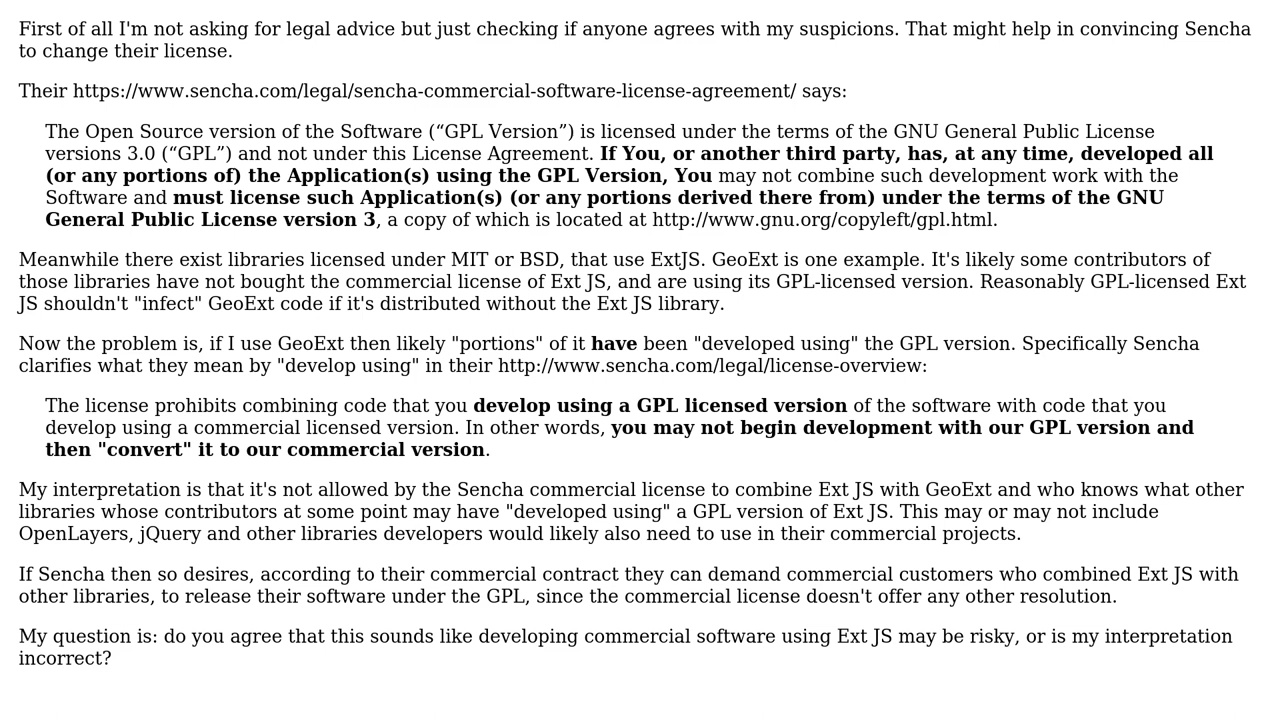 First of all I'm not asking for legal advice but just checking if anyone agrees with my suspicions. That might help in convincing Sencha
to change their license.
Their https://www.sencha.com/legal/sencha-commercial-software-license-agreement/ says:
The Open Source version of the Software (“GPL Version”) is licensed under the terms of the GNU General Public License
versions 3.0 (“GPL”) and not under this License Agreement. If You, or another third party, has, at any time, developed all
(or any portions of) the Application(s) using the GPL Version, You may not combine such development work with the
Software and must license such Application(s) (or any portions derived there from) under the terms of the GNU
General Public License version 3, a copy of which is located at http://www.gnu.org/copyleft/gpl.html.
Meanwhile there exist libraries licensed under MIT or BSD, that use ExtJS. GeoExt is one example. It's likely some contributors of
those libraries have not bought the commercial license of Ext JS, and are using its GPL-licensed version. Reasonably GPL-licensed Ext
JS shouldn't "infect" GeoExt code if it's distributed without the Ext JS library.
Now the problem is, if I use GeoExt then likely "portions" of it have been "developed using" the GPL version. Specifically Sencha
clarifies what they mean by "develop using" in their http://www.sencha.com/legal/license-overview:
The license prohibits combining code that you develop using a GPL licensed version of the software with code that you
develop using a commercial licensed version. In other words, you may not begin development with our GPL version and
then "convert" it to our commercial version.
My interpretation is that it's not allowed by the Sencha commercial license to combine Ext JS with GeoExt and who knows what other
libraries whose contributors at some point may have "developed using" a GPL version of Ext JS. This may or may not include
OpenLayers, jQuery and other libraries developers would likely also need to use in their commercial projects.
If Sencha then so desires, according to their commercial contract they can demand commercial customers who combined Ext JS with
other libraries, to release their software under the GPL, since the commercial license doesn't offer any other resolution.
My question is: do you agree that this sounds like developing commercial software using Ext JS may be risky, or is my interpretation
incorrect?